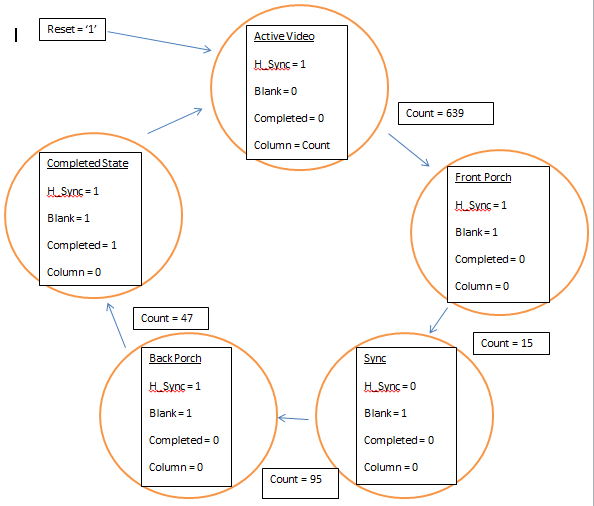 Reset = ‘1’
Active Video
H_Sync = 1
Blank = 0
Completed = 0
Column = Count
Count = 639
Front Porch
H_Sync = 1
Blank = 1
Completed = 0
Column = 0
Count = 15
Sync
H_Sync = 0
Blank = 1
Completed = 0
Column = 0
Count = 95
Back Porch
H_Sync = 1
Blank = 1
Completed = 0
Column = 0
Count = 47
Completed State
H_Sync = 1
Blank = 1
Completed = 1
Column = 0